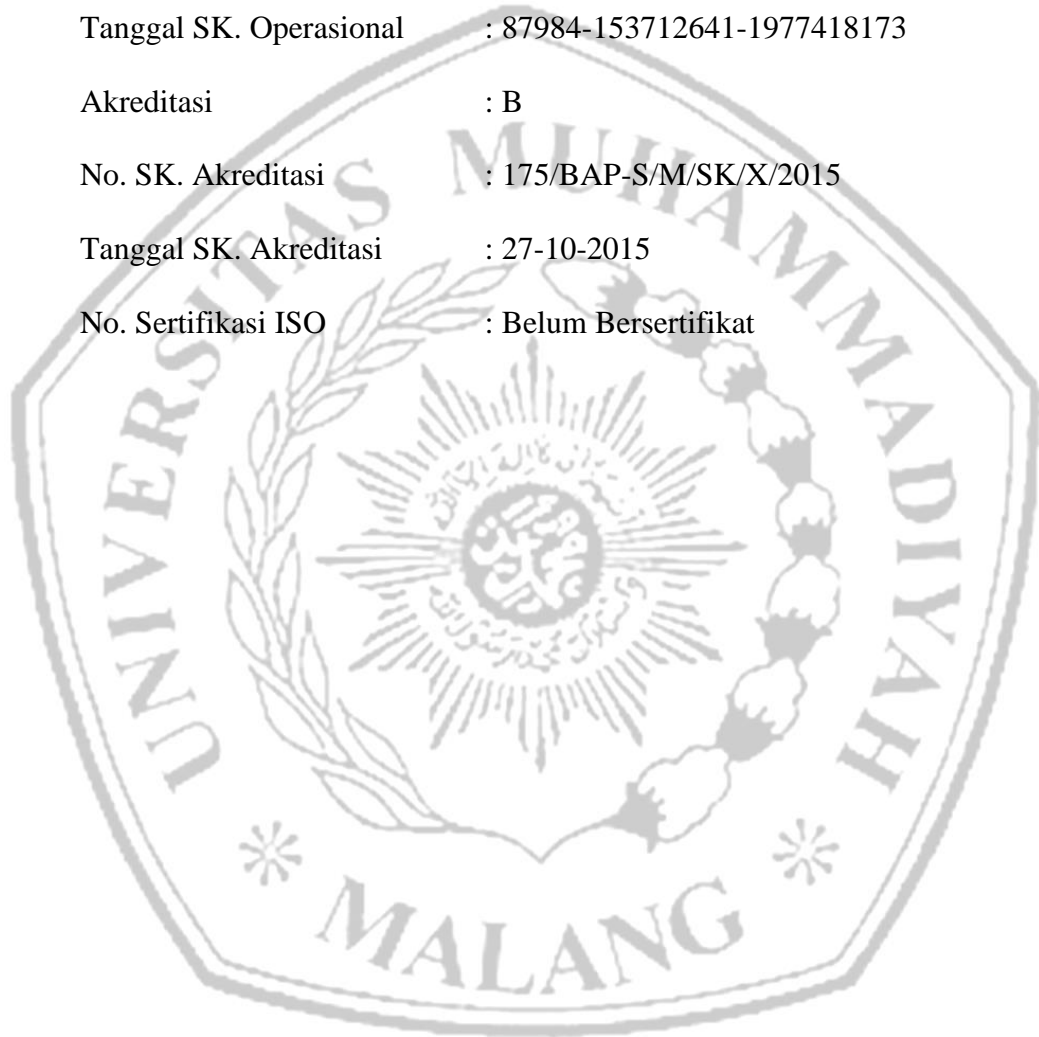 Tanggal SK. Operasional : 87984-153712641-1977418173
Akreditasi : B
No. SK. Akreditasi : 175/BAP-S/M/SK/X/2015
Tanggal SK. Akreditasi : 27-10-2015
No. Sertifikasi ISO : Belum Bersertifikat
UNIVERSITAS MUHAMMADIYAH
MALANG